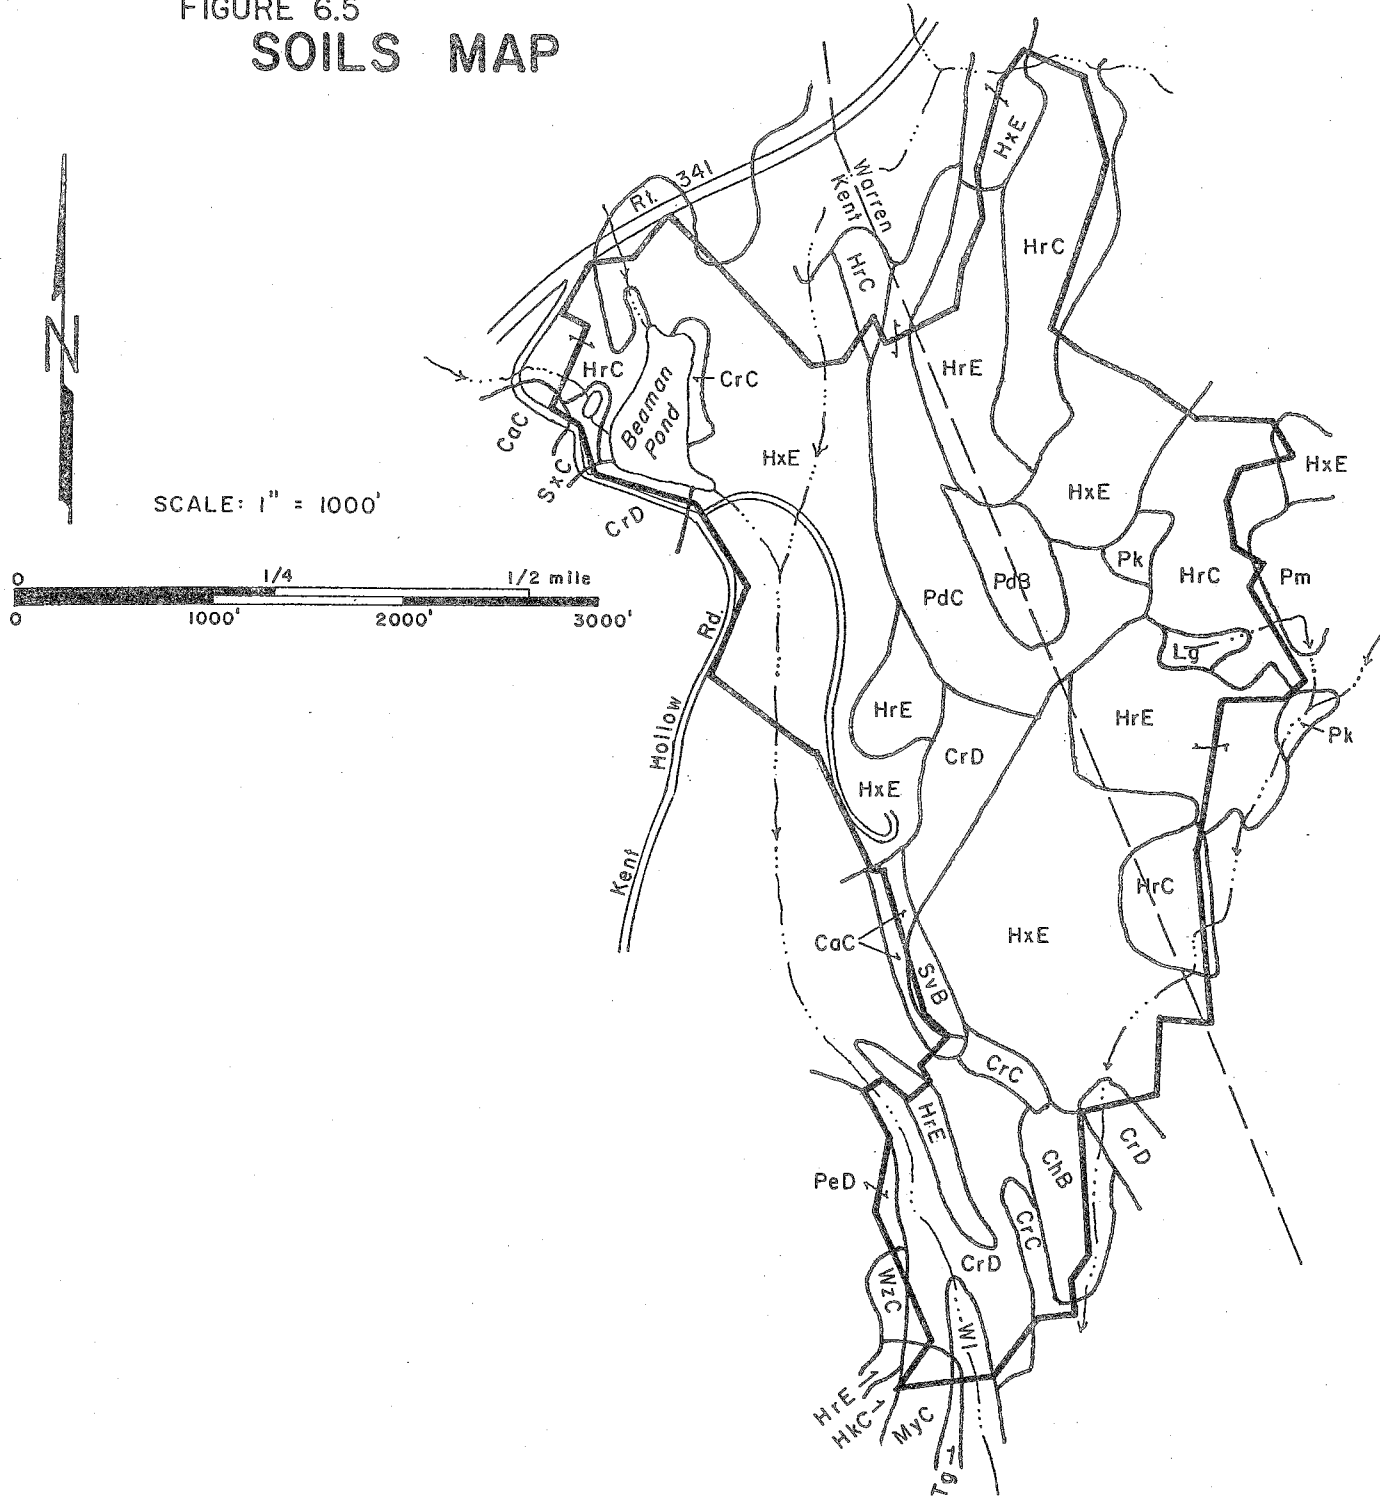 FIGURE 6.5
SOILS MAP
N
SCALE: 1" = 1000'
0 1/4 1/2 mile
0 1000' 2000' 3000'
Rt. 341
Warren
Kent
HxE
HrC
HrC
HrC
CrC
Beaman
Pond
HrE
CaC
SxC
HxE
HxE
HxE
CrD
Pk
HrC
Pm
PdB
PdC
Lg
Kent Hollow Rd.
HrE
HrE
Pk
CrD
HxE
HrC
CaC
HxE
SvB
CrC
HrE
CrD
ChB
PeD
CrC
CrD
WzC
HrE
HkC
MyC
Tg